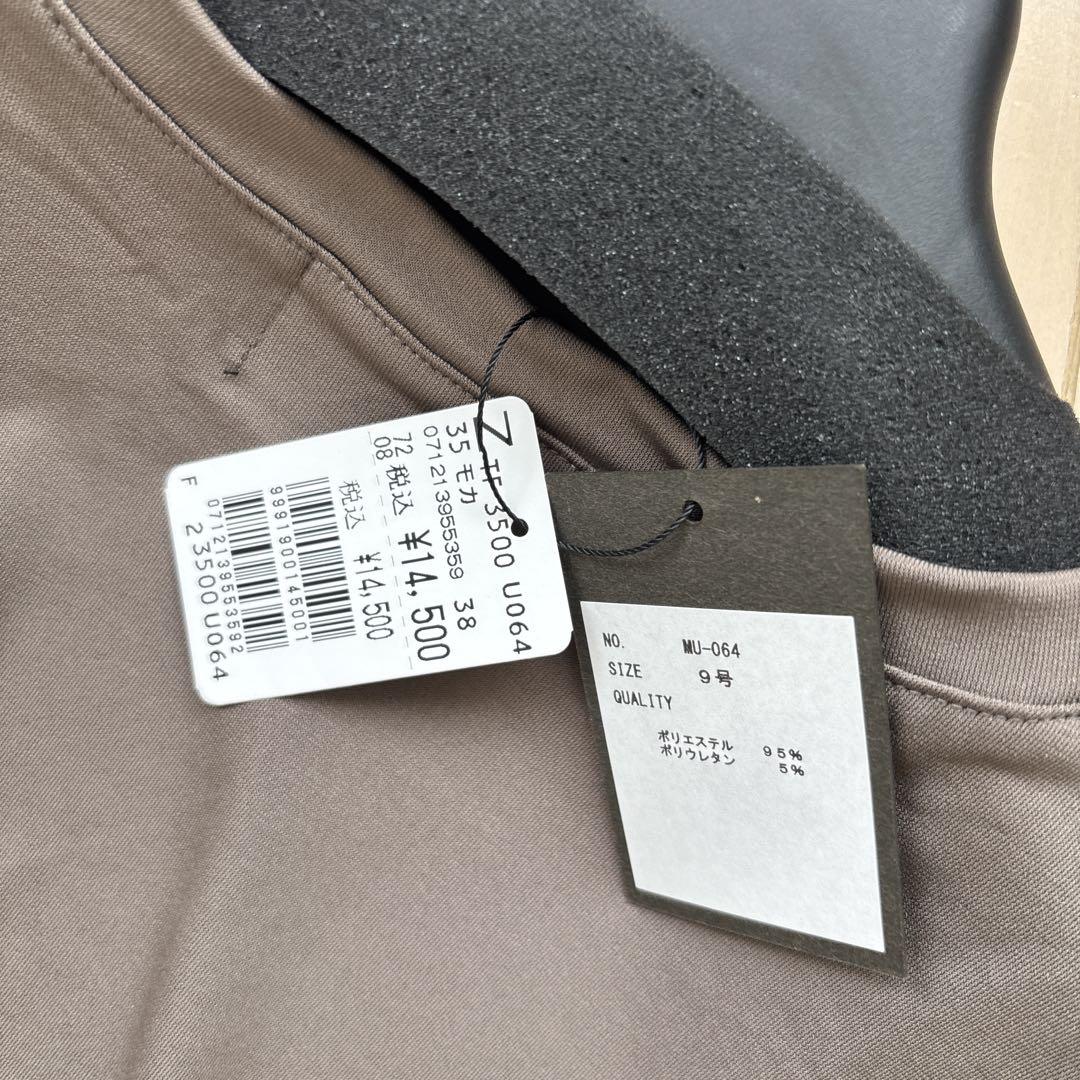 Z TF 3500 U064
35 モカ 38
071213955359
72 税込 ¥14,500
08
税込 ¥14,500
9991900145001
0712139553592
F 23500U064
NO. MU-064
SIZE 9号
QUALITY
ポリエステル 95%
ポリウレタン 5%